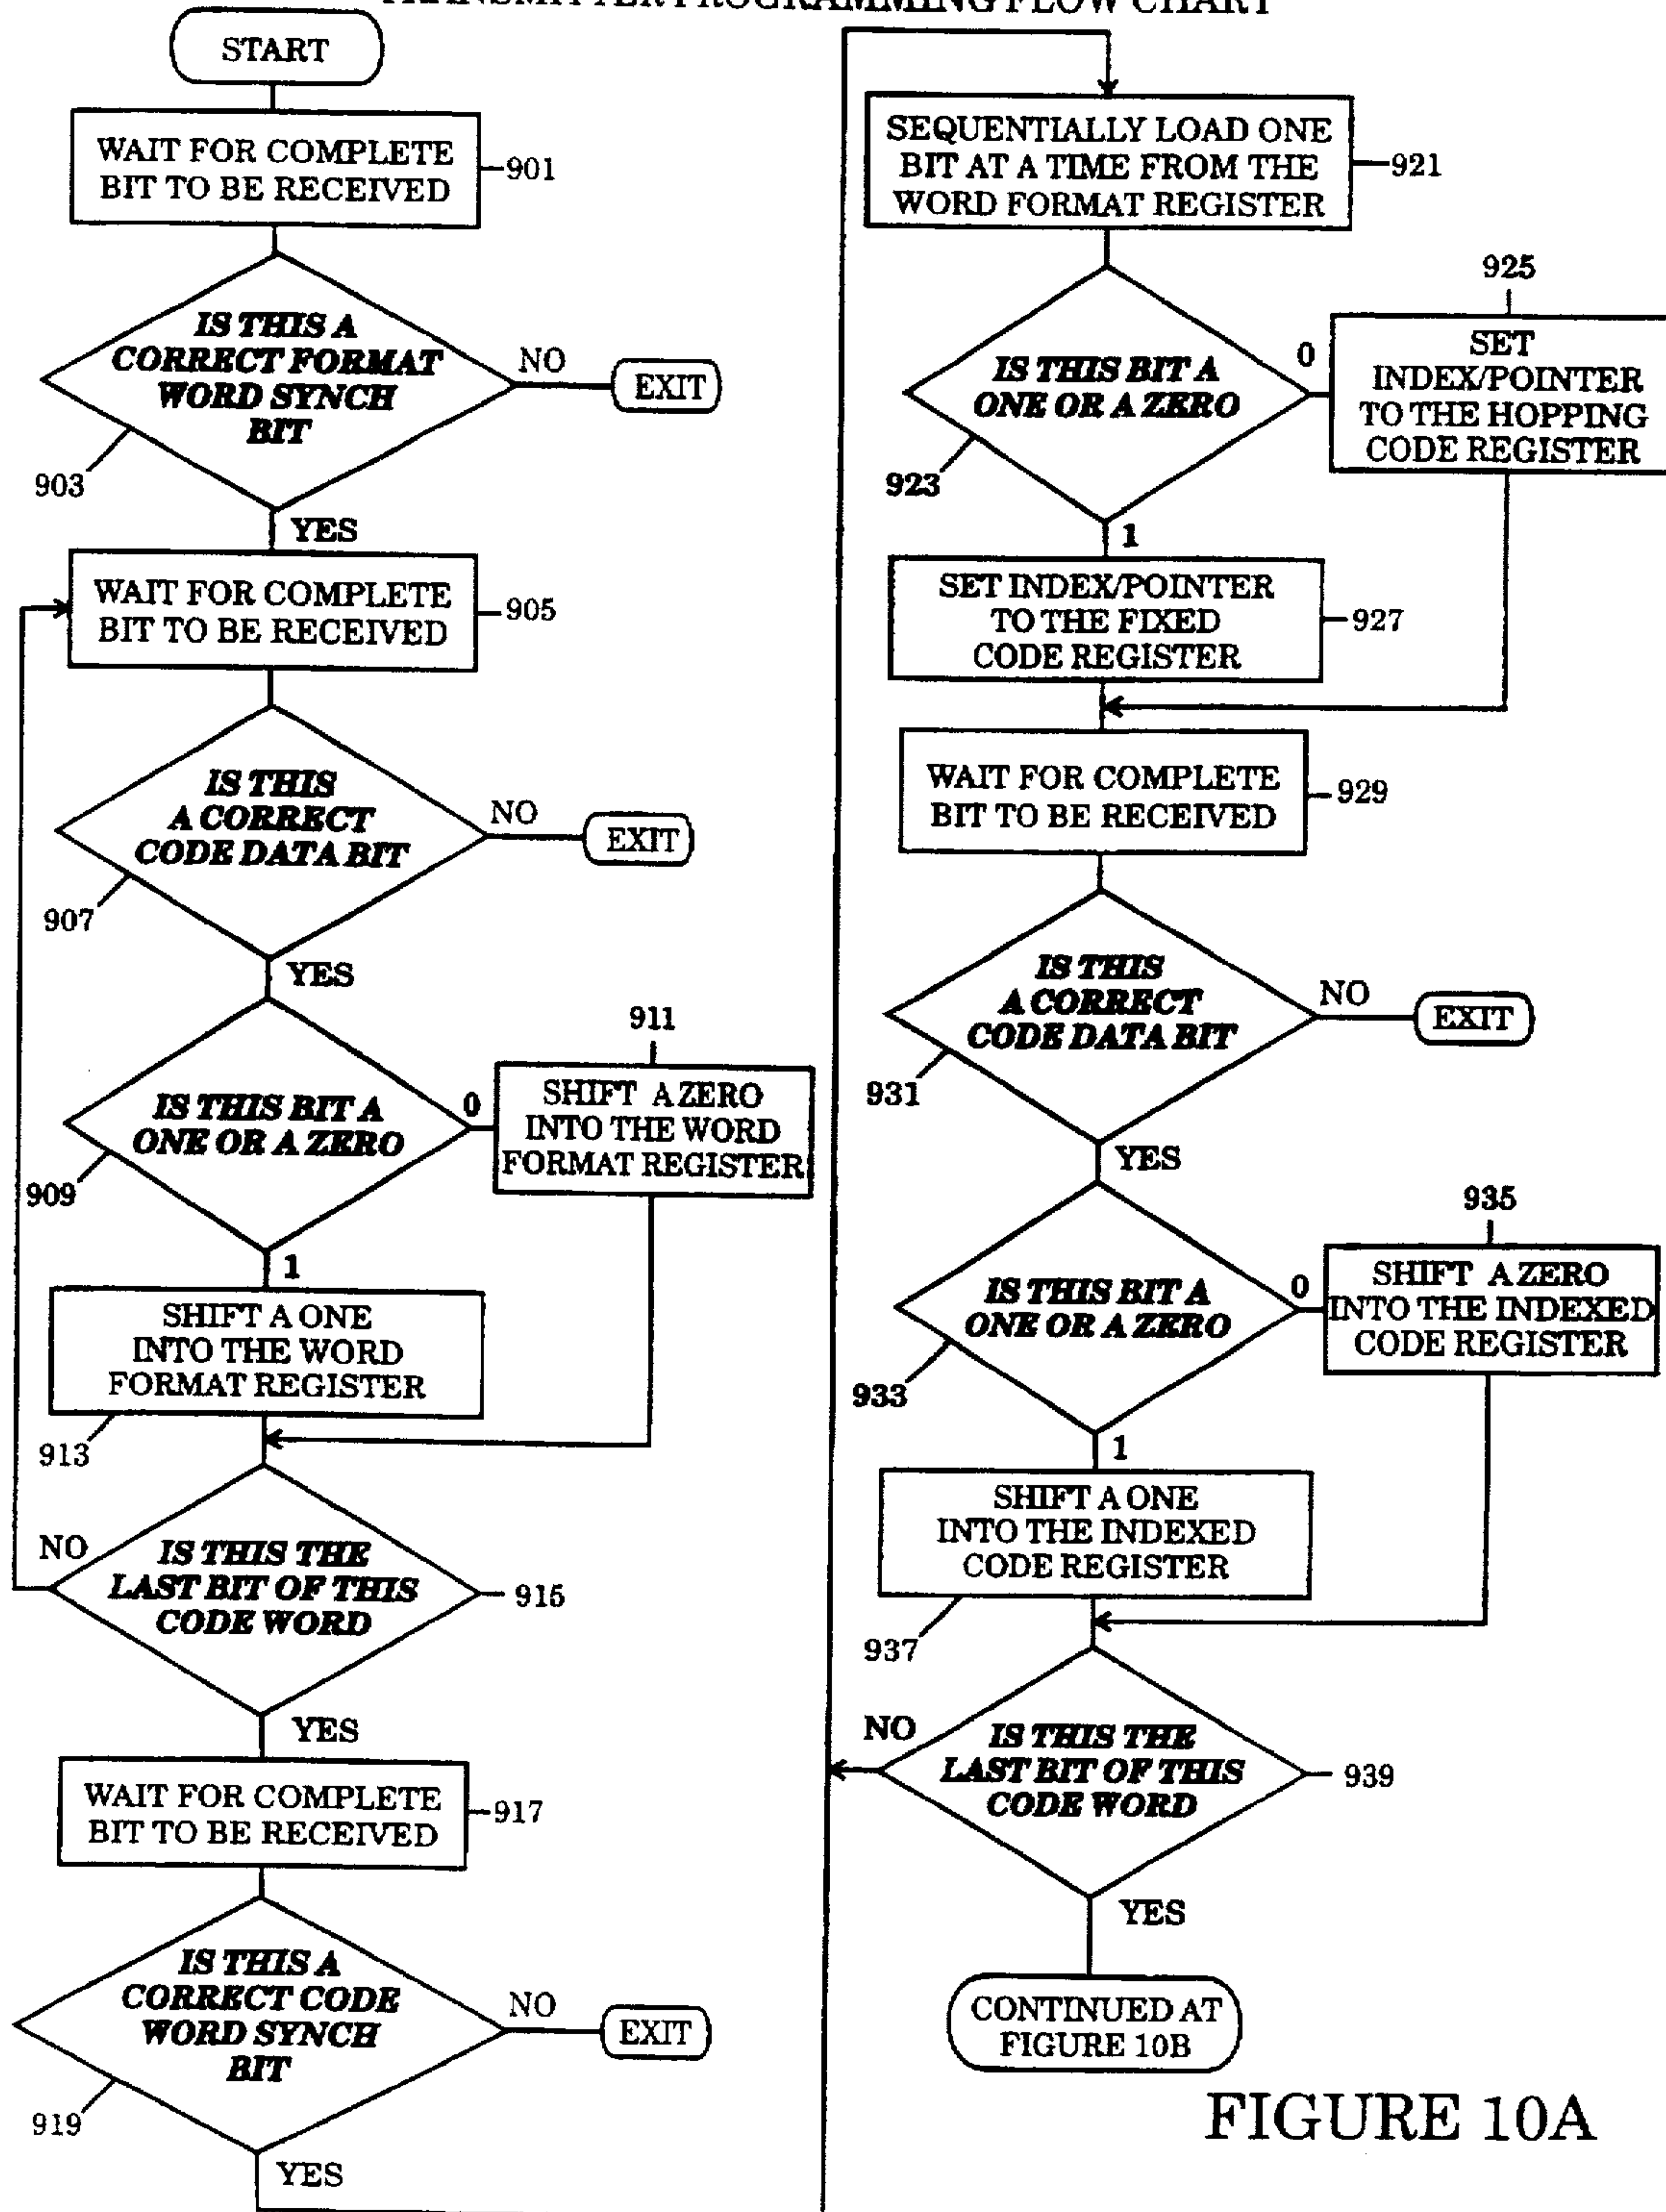 TRANSMITTER PROGRAMMING FLOW CHART
START
WAIT FOR COMPLETE
BIT TO BE RECEIVED
901
IS THIS A
CORRECT FORMAT
WORD SYNCH
BIT
NO
EXIT
903
YES
WAIT FOR COMPLETE
BIT TO BE RECEIVED
905
IS THIS
A CORRECT
CODE DATA BIT
NO
EXIT
907
YES
IS THIS BIT A
ONE OR A ZERO
0
909
911
SHIFT A ZERO
INTO THE WORD
FORMAT REGISTER
1
SHIFT A ONE
INTO THE WORD
FORMAT REGISTER
913
NO
IS THIS THE
LAST BIT OF THIS
CODE WORD
915
YES
WAIT FOR COMPLETE
BIT TO BE RECEIVED
917
IS THIS A
CORRECT CODE
WORD SYNCH
BIT
NO
EXIT
919
YES
SEQUENTIALLY LOAD ONE
BIT AT A TIME FROM THE
WORD FORMAT REGISTER
921
IS THIS BIT A
ONE OR A ZERO
0
923
925
SET
INDEX/POINTER
TO THE HOPPING
CODE REGISTER
1
SET INDEX/POINTER
TO THE FIXED
CODE REGISTER
927
WAIT FOR COMPLETE
BIT TO BE RECEIVED
929
IS THIS
A CORRECT
CODE DATA BIT
NO
EXIT
931
YES
IS THIS BIT A
ONE OR A ZERO
0
933
935
SHIFT A ZERO
INTO THE INDEXED
CODE REGISTER
1
SHIFT A ONE
INTO THE INDEXED
CODE REGISTER
937
NO
IS THIS THE
LAST BIT OF THIS
CODE WORD
939
YES
CONTINUED AT
FIGURE 10B
FIGURE 10A